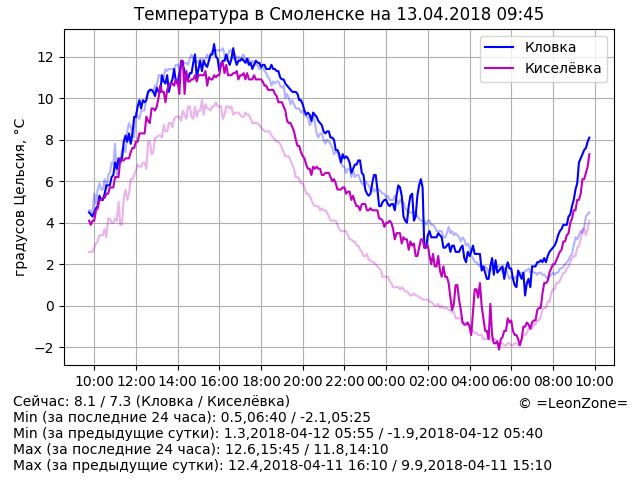 Температура в Смоленске на 13.04.2018 09:45
Кловка
Киселёвка
градусов Цельсия, °C
12
10
8
6
4
2
0
−2
10:00 12:00 14:00 16:00 18:00 20:00 22:00 00:00 02:00 04:00 06:00 08:00 10:00
Сейчас: 8.1 / 7.3 (Кловка / Киселёвка)
© =LeonZone=
Min (за последние 24 часа): 0.5,06:40 / -2.1,05:25
Min (за предыдущие сутки): 1.3,2018-04-12 05:55 / -1.9,2018-04-12 05:40
Max (за последние 24 часа): 12.6,15:45 / 11.8,14:10
Max (за предыдущие сутки): 12.4,2018-04-11 16:10 / 9.9,2018-04-11 15:10